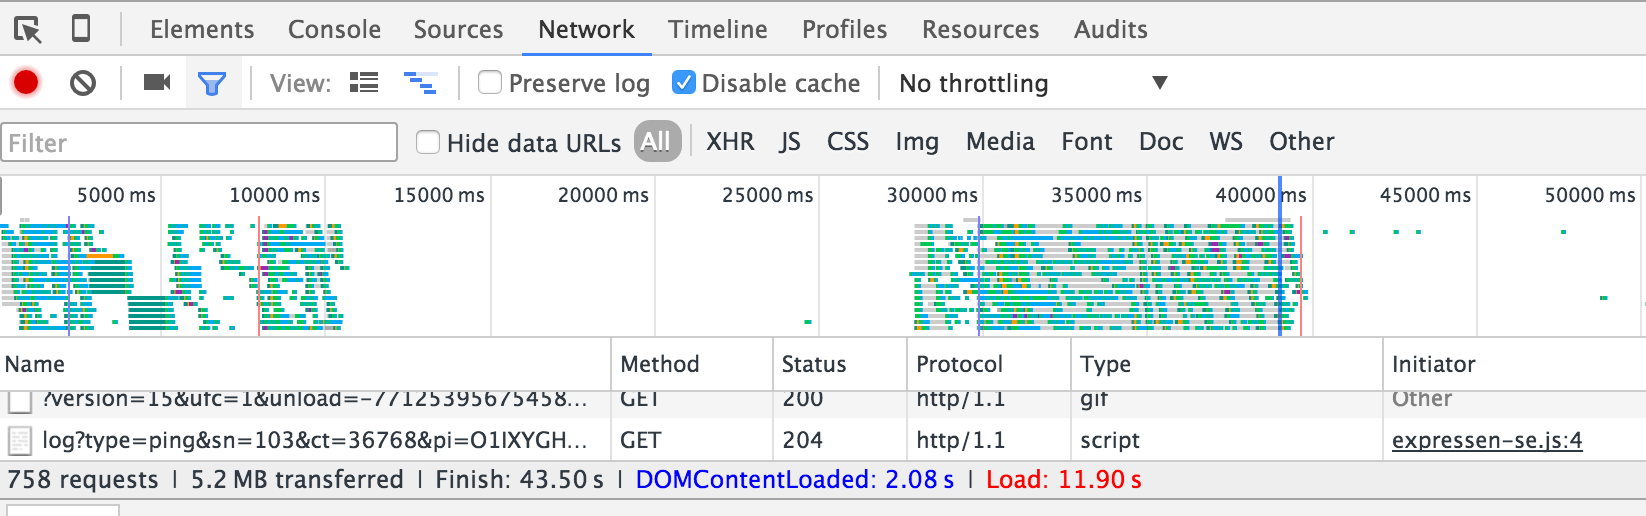 Elements Console Sources Network Timeline Profiles Resources Audits
View: Preserve log Disable cache No throttling
Filter Hide data URLs All XHR JS CSS Img Media Font Doc WS Other
5000 ms 10000 ms 15000 ms 20000 ms 25000 ms 30000 ms 35000 ms 40000 ms 45000 ms 50000 ms
Name Method Status Protocol Type Initiator
?version=15&ufc=1&unload=-77125395675458... GET 200 http/1.1 gif Other
log?type=ping&sn=103&ct=36768&pi=O1IXYGH... GET 204 http/1.1 script expressen-se.js:4
758 requests | 5.2 MB transferred | Finish: 43.50 s | DOMContentLoaded: 2.08 s | Load: 11.90 s